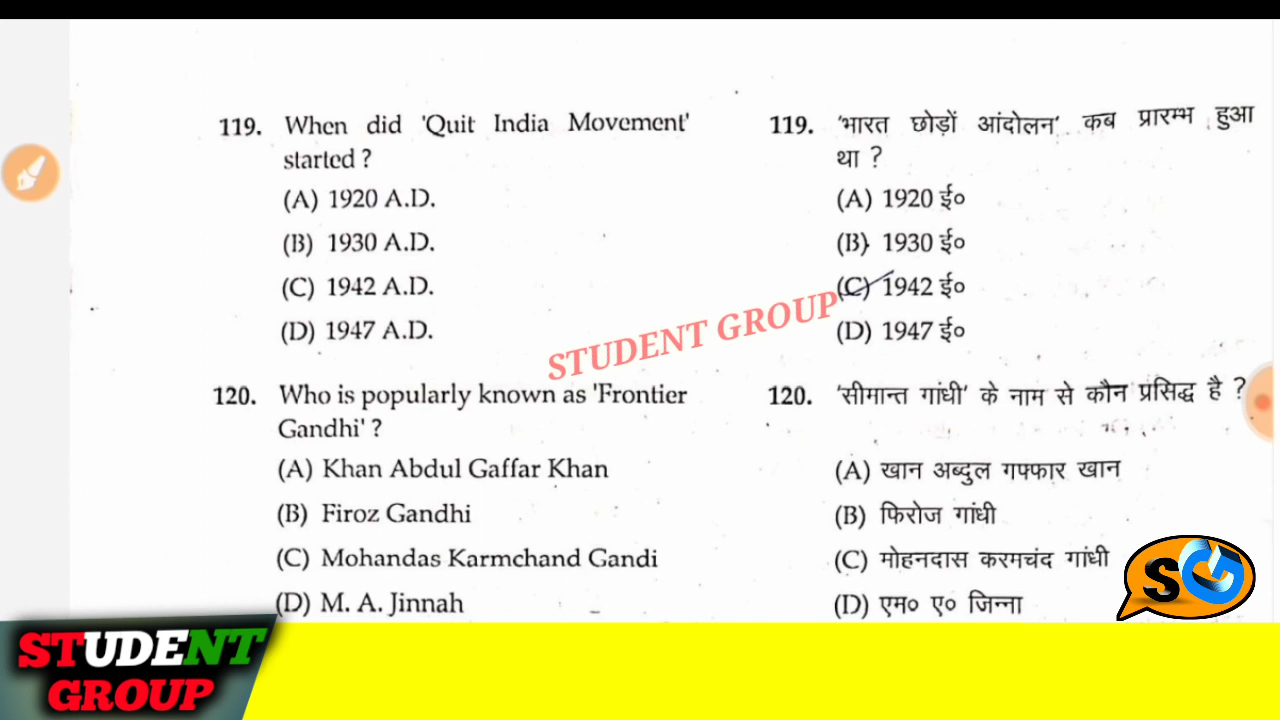 119. When did 'Quit India Movement'
started ?
(A) 1920 A.D.
(B) 1930 A.D.
(C) 1942 A.D.
(D) 1947 A.D.
120. Who is popularly known as 'Frontier
Gandhi' ?
(A) Khan Abdul Gaffar Khan
(B) Firoz Gandhi
(C) Mohandas Karmchand Gandi
(D) M. A. Jinnah
119. 'भारत छोड़ों आंदोलन' कब प्रारम्भ हुआ
था ?
(A) 1920 ई०
(B) 1930 ई०
(C) 1942 ई०
(D) 1947 ई०
120. 'सीमान्त गांधी' के नाम से कौन प्रसिद्ध है ?
(A) खान अब्दुल गफ्फार खान
(B) फिरोज गांधी
(C) मोहनदास करमचंद गांधी
(D) एम० ए० जिन्ना
STUDENT GROUP
SG
STUDENT
GROUP